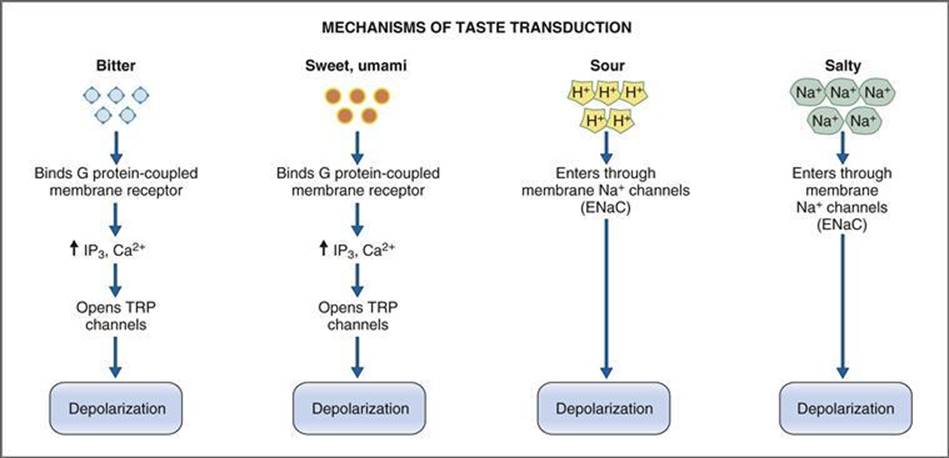 MECHANISMS OF TASTE TRANSDUCTION
Bitter
Binds G protein-coupled
membrane receptor
↑ IP₃, Ca²⁺
Opens TRP
channels
Depolarization
Sweet, umami
Binds G protein-coupled
membrane receptor
↑ IP₃, Ca²⁺
Opens TRP
channels
Depolarization
Sour
H⁺ H⁺ H⁺
H⁺ H⁺
Enters through
membrane Na⁺ channels
(ENaC)
Depolarization
Salty
Na⁺ Na⁺ Na⁺
Na⁺ Na⁺
Enters through
membrane
Na⁺ channels
(ENaC)
Depolarization